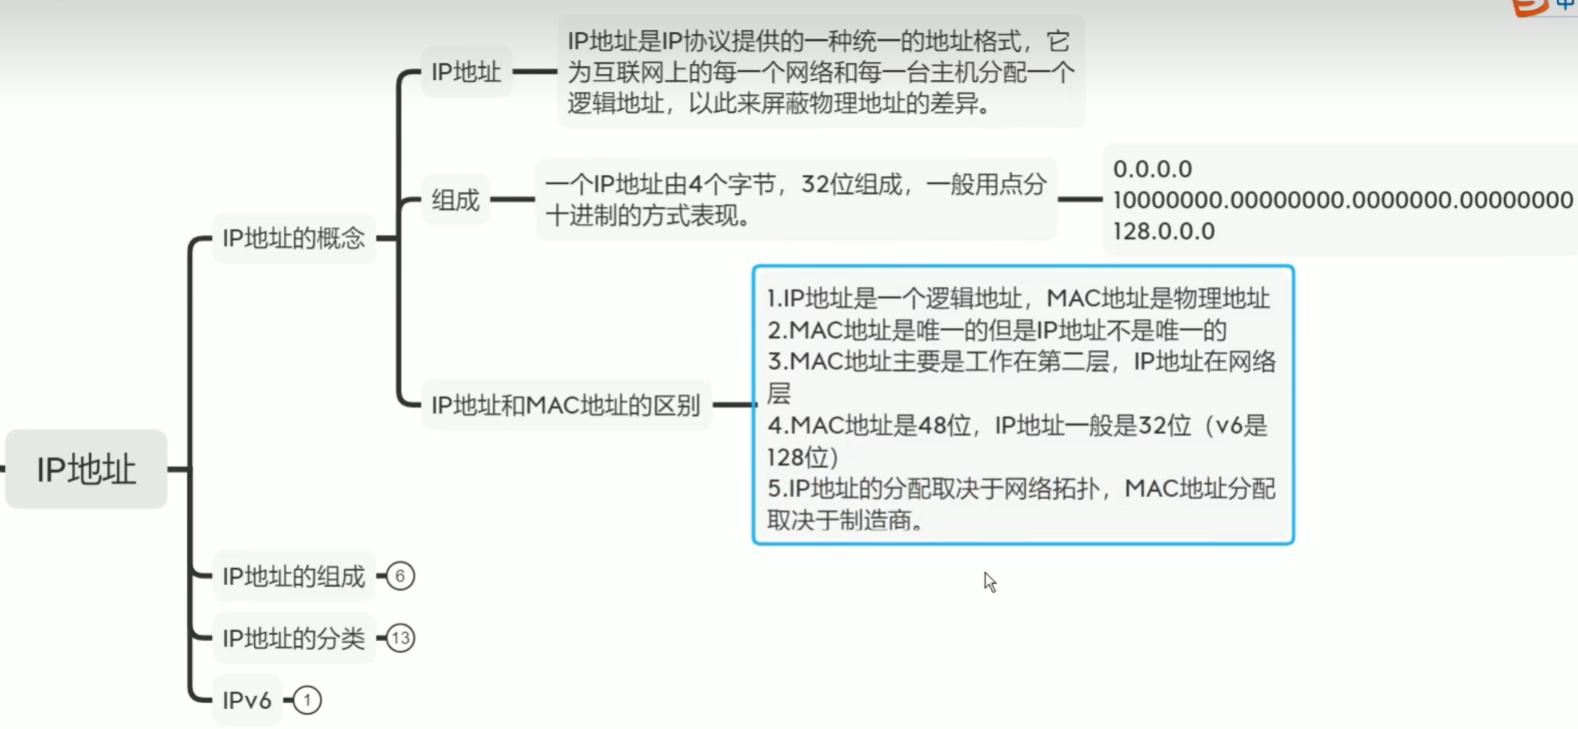 IP地址
IP地址的概念
IP地址
IP地址是IP协议提供的一种统一的地址格式，它
为互联网上的每一个网络和每一台主机分配一个
逻辑地址，以此来屏蔽物理地址的差异。
组成
一个IP地址由4个字节，32位组成，一般用点分
十进制的方式表现。
0.0.0.0
10000000.00000000.0000000.00000000
128.0.0.0
IP地址和MAC地址的区别
1.IP地址是一个逻辑地址，MAC地址是物理地址
2.MAC地址是唯一的但是IP地址不是唯一的
3.MAC地址主要是工作在第二层，IP地址在网络
层
4.MAC地址是48位，IP地址一般是32位（v6是
128位）
5.IP地址的分配取决于网络拓扑，MAC地址分配
取决于制造商。
IP地址的组成
6
IP地址的分类
13
IPv6
1